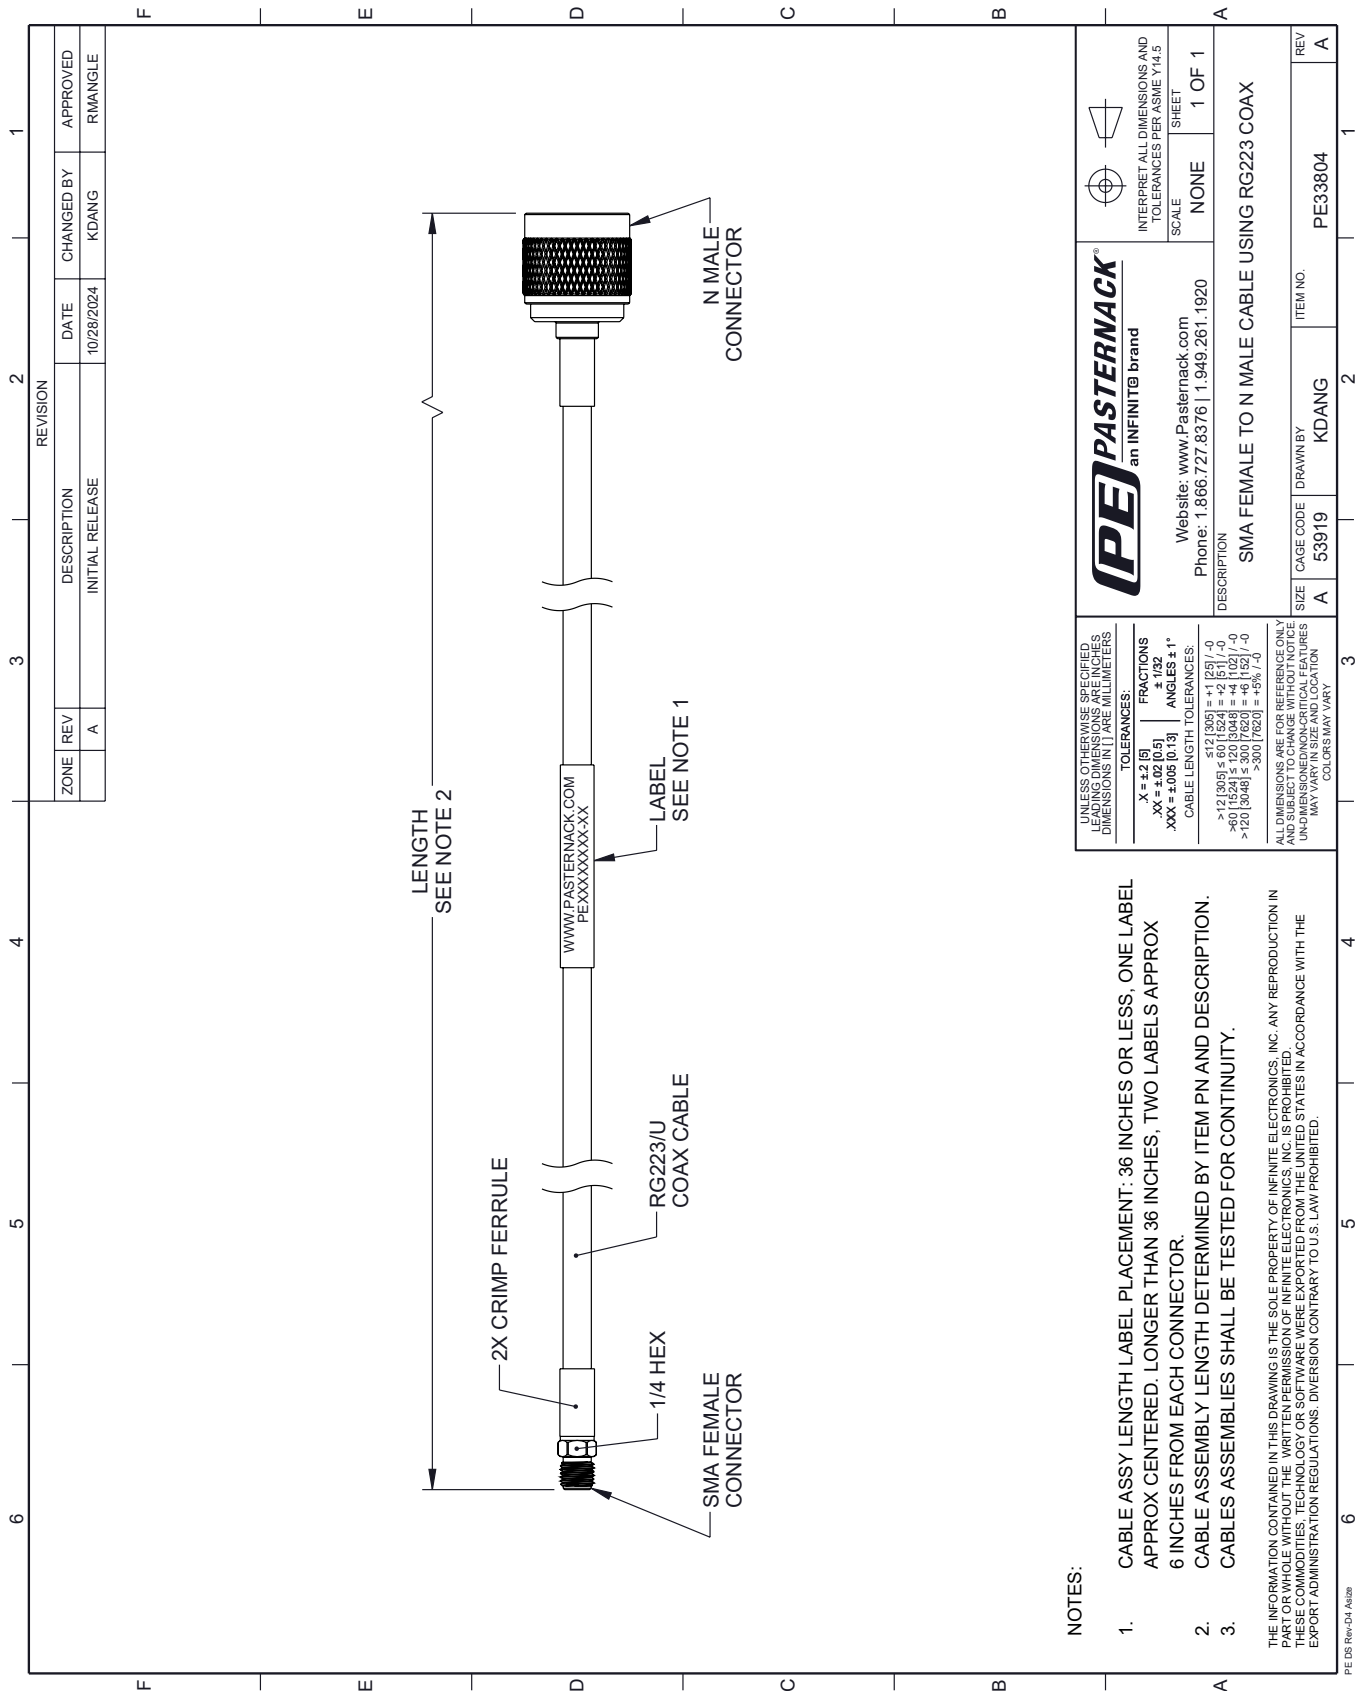 6
5
4
3
2
1
F
E
D
C
B
A
REVISION
ZONE REV DESCRIPTION DATE CHANGED BY APPROVED
A INITIAL RELEASE 10/28/2024 KDANG RMANGLE
LENGTH
SEE NOTE 2
2X CRIMP FERRULE
WWW.PASTERNACK.COM
PEXXXXXXXXX-XX
1/4 HEX
SMA FEMALE
CONNECTOR
RG223/U
COAX CABLE
LABEL
SEE NOTE 1
N MALE
CONNECTOR
NOTES:
1. CABLE ASSY LENGTH LABEL PLACEMENT: 36 INCHES OR LESS, ONE LABEL
APPROX CENTERED. LONGER THAN 36 INCHES, TWO LABELS APPROX
6 INCHES FROM EACH CONNECTOR.
2. CABLE ASSEMBLY LENGTH DETERMINED BY ITEM PN AND DESCRIPTION.
3. CABLES ASSEMBLIES SHALL BE TESTED FOR CONTINUITY.
THE INFORMATION CONTAINED IN THIS DRAWING IS THE SOLE PROPERTY OF INFINITE ELECTRONICS, INC. ANY REPRODUCTION IN
PART OR WHOLE WITHOUT THE WRITTEN PERMISSION OF INFINITE ELECTRONICS, INC. IS PROHIBITED.
THESE COMMODITIES, TECHNOLOGY OR SOFTWARE WERE EXPORTED FROM THE UNITED STATES IN ACCORDANCE WITH THE
EXPORT ADMINISTRATION REGULATIONS. DIVERSION CONTRARY TO U.S. LAW PROHIBITED.
UNLESS OTHERWISE SPECIFIED
LEADING DIMENSIONS ARE INCHES
DIMENSIONS IN [ ] ARE MILLIMETERS
TOLERANCES:
.X = ±.2 [5] FRACTIONS
.XX = ±.02 [0.5] ± 1/32
.XXX = ±.005 [0.13] ANGLES ± 1°
CABLE LENGTH TOLERANCES:
≤12 [305] = +1 [25] / -0
>12 [305] ≤ 60 [1524] = +2 [51] / -0
>60 [1524] ≤ 120 [3048] = +4 [102] / -0
>120 [3048] ≤ 300 [7620] = +6 [152] / -0
>300 [7620] = +5% / -0
ALL DIMENSIONS ARE FOR REFERENCE ONLY
AND SUBJECT TO CHANGE WITHOUT NOTICE.
UN-DIMENSIONED/NON-CRITICAL FEATURES
MAY VARY IN SIZE AND LOCATION
COLORS MAY VARY
PE PASTERNACK®
an INFINITE brand
Website: www.Pasternack.com
Phone: 1.866.727.8376 | 1.949.261.1920
INTERPRET ALL DIMENSIONS AND
TOLERANCES PER ASME Y14.5
SCALE SHEET
NONE 1 OF 1
DESCRIPTION
SMA FEMALE TO N MALE CABLE USING RG223 COAX
SIZE CAGE CODE DRAWN BY ITEM NO. REV
A 53919 KDANG PE33804 A
6
5
4
3
2
1
F
E
D
C
B
A
PE DS Rev-D4 Asize